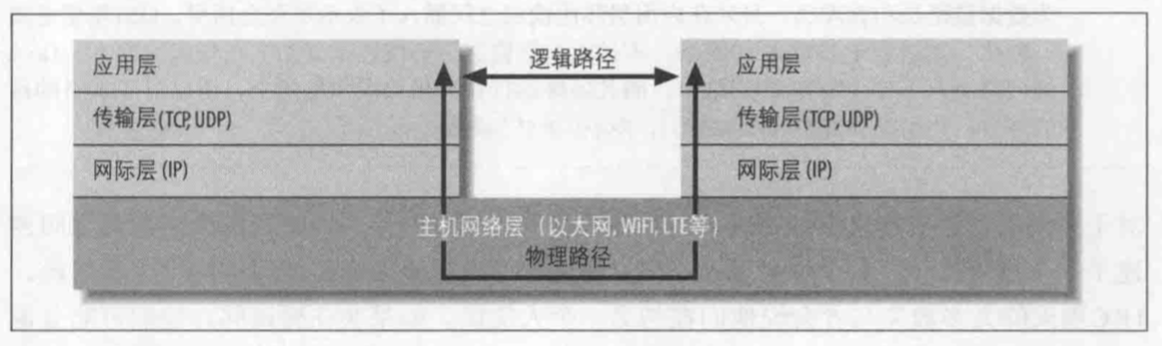 应用层
逻辑路径
应用层
传输层(TCP, UDP)
传输层(TCP, UDP)
网际层 (IP)
网际层 (IP)
主机网络层（以太网, WiFi, LTE等）
物理路径